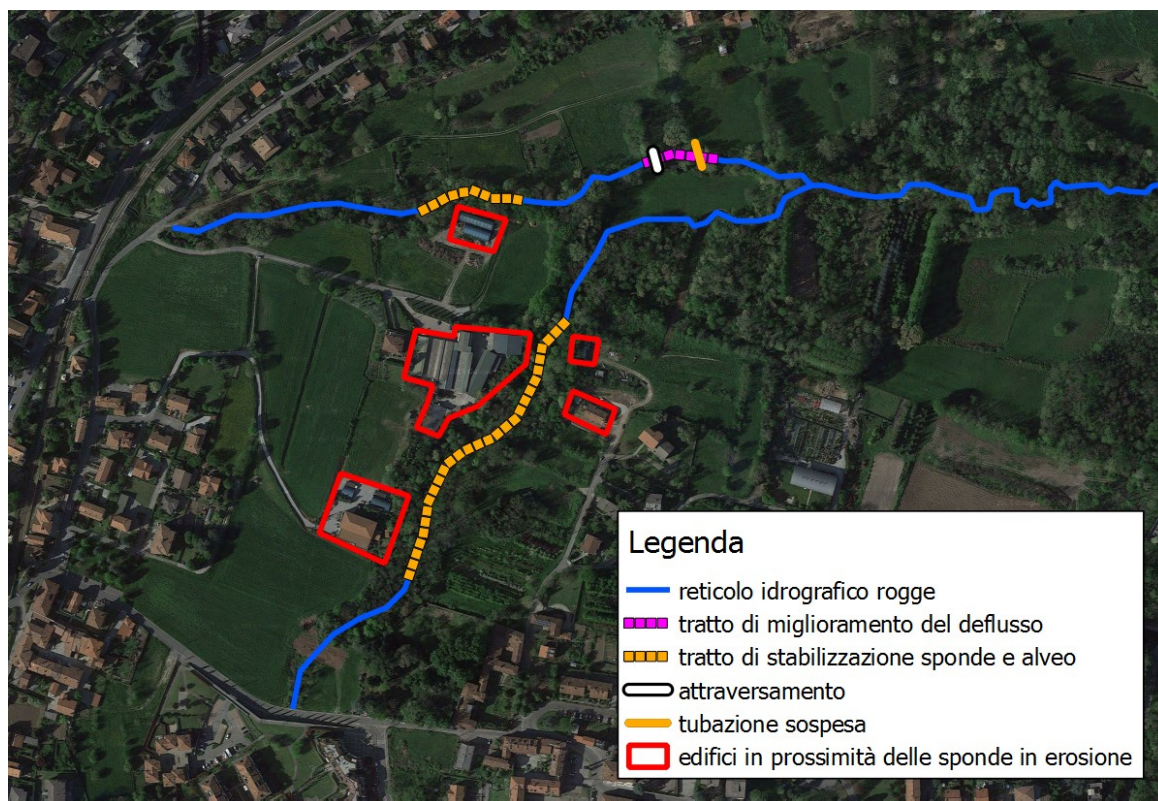 Legenda
reticolo idrografico rogge
tratto di miglioramento del deflusso
tratto di stabilizzazione sponde e alveo
attraversamento
tubazione sospesa
edifici in prossimità delle sponde in erosione